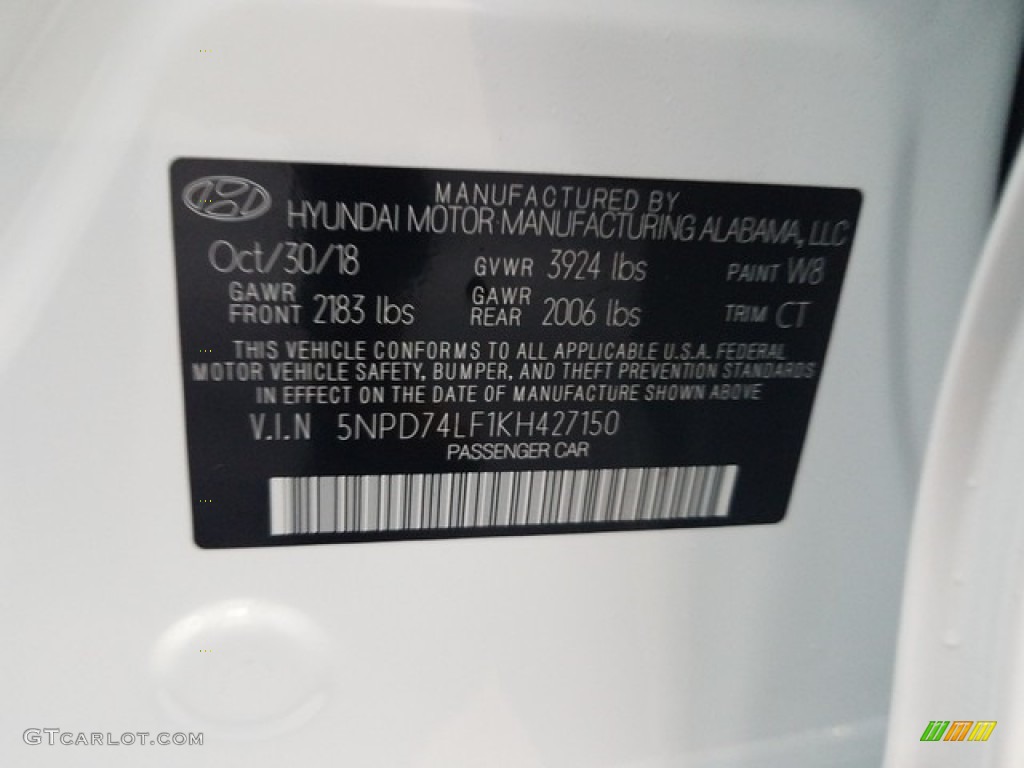 MANUFACTURED BY
HYUNDAI MOTOR MANUFACTURING ALABAMA, LLC
Oct/30/18 GVWR 3924 lbs PAINT W8
GAWR FRONT 2183 lbs GAWR REAR 2006 lbs TRIM CT
THIS VEHICLE CONFORMS TO ALL APPLICABLE U.S.A. FEDERAL
MOTOR VEHICLE SAFETY, BUMPER, AND THEFT PREVENTION STANDARDS
IN EFFECT ON THE DATE OF MANUFACTURE SHOWN ABOVE
V.I.N 5NPD74LF1KH427150
PASSENGER CAR
GTCARLOT.COM